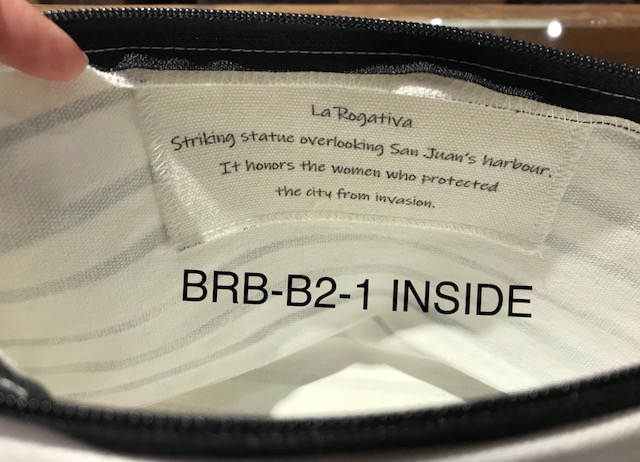 La Rogativa
Striking statue overlooking San Juan's harbour.
It honors the women who protected
the city from invasion.
BRB-B2-1 INSIDE